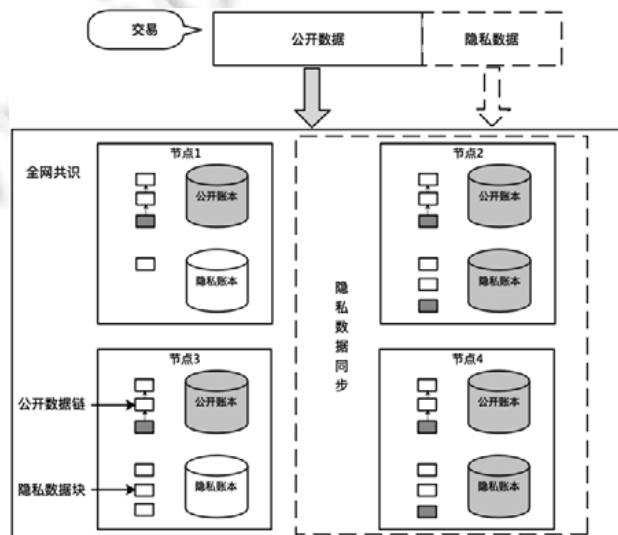 交易
公开数据
隐私数据
全网共识
节点1
公开账本
隐私账本
节点2
公开账本
隐私账本
隐私数据同步
节点3
公开账本
隐私账本
节点4
公开账本
隐私账本
公开数据链
隐私数据块